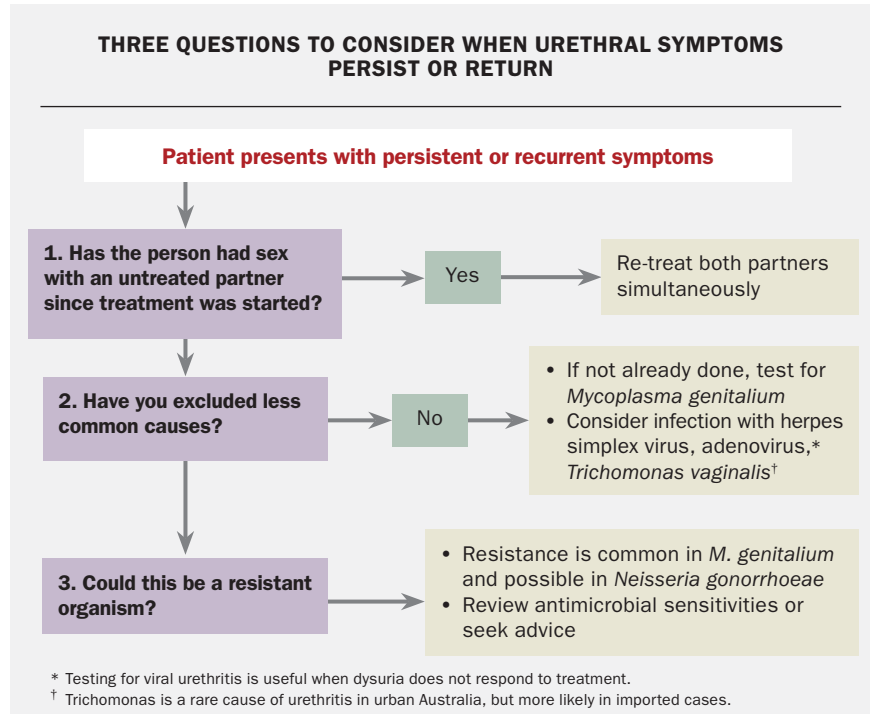 THREE QUESTIONS TO CONSIDER WHEN URETHRAL SYMPTOMS
PERSIST OR RETURN
Patient presents with persistent or recurrent symptoms
1. Has the person had sex
with an untreated partner
since treatment was started?
Yes
Re-treat both partners
simultaneously
2. Have you excluded less
common causes?
No
• If not already done, test for
Mycoplasma genitalium
• Consider infection with herpes
simplex virus, adenovirus,*
Trichomonas vaginalis†
3. Could this be a resistant
organism?
• Resistance is common in M. genitalium
and possible in Neisseria gonorrhoeae
• Review antimicrobial sensitivities or
seek advice
* Testing for viral urethritis is useful when dysuria does not respond to treatment.
† Trichomonas is a rare cause of urethritis in urban Australia, but more likely in imported cases.